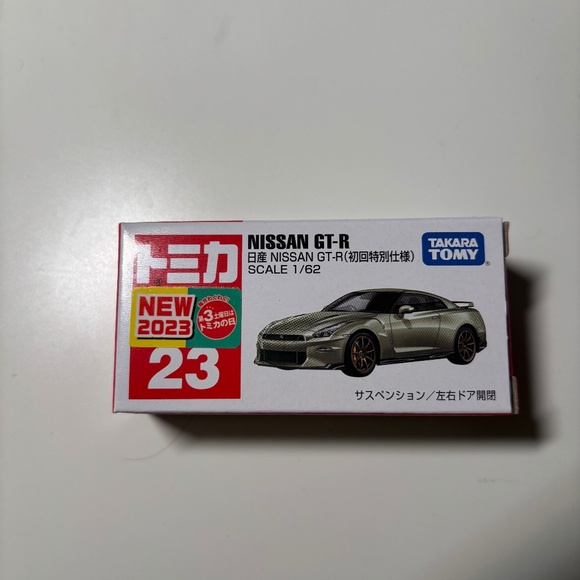 トミカ
NISSAN GT-R
日産 NISSAN GT-R(初回特別仕様)
SCALE 1/62
TAKARA
TOMY
®
NEW
2023
第3土曜日は
トミカの日
23
サスペンション/左右ドア開閉